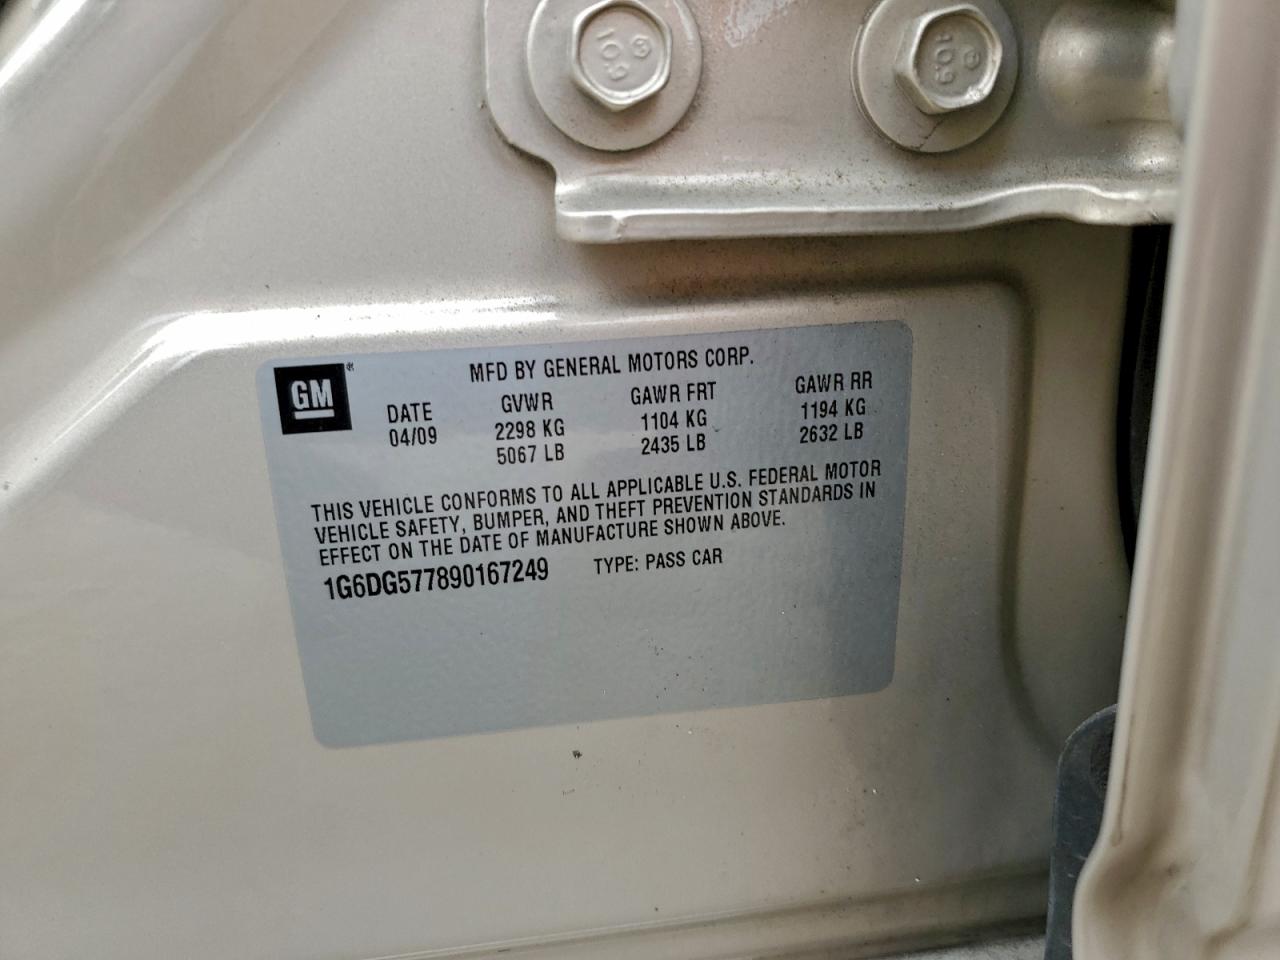 10.9
10.9
GM
MFD BY GENERAL MOTORS CORP.
DATE GVWR GAWR FRT GAWR RR
04/09 2298 KG 1104 KG 1194 KG
5067 LB 2435 LB 2632 LB
THIS VEHICLE CONFORMS TO ALL APPLICABLE U.S. FEDERAL MOTOR
VEHICLE SAFETY, BUMPER, AND THEFT PREVENTION STANDARDS IN
EFFECT ON THE DATE OF MANUFACTURE SHOWN ABOVE.
1G6DG577890167249 TYPE: PASS CAR